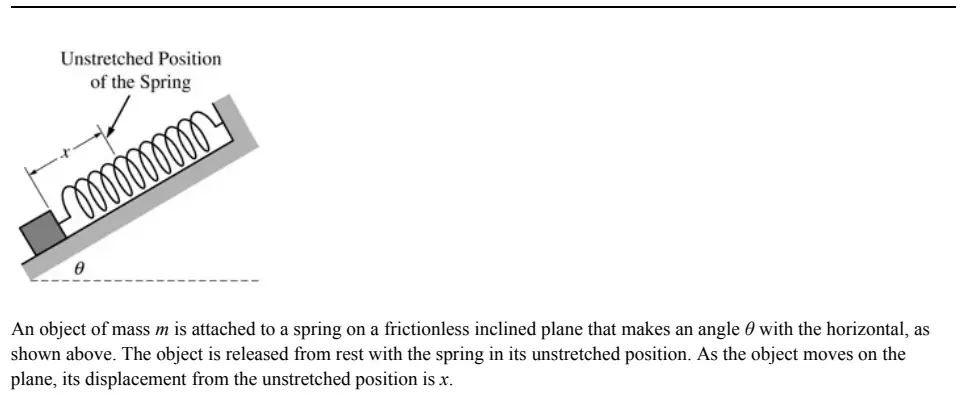 Unstretched Position
of the Spring
x
θ
An object of mass m is attached to a spring on a frictionless inclined plane that makes an angle θ with the horizontal, as
shown above. The object is released from rest with the spring in its unstretched position. As the object moves on the
plane, its displacement from the unstretched position is x.